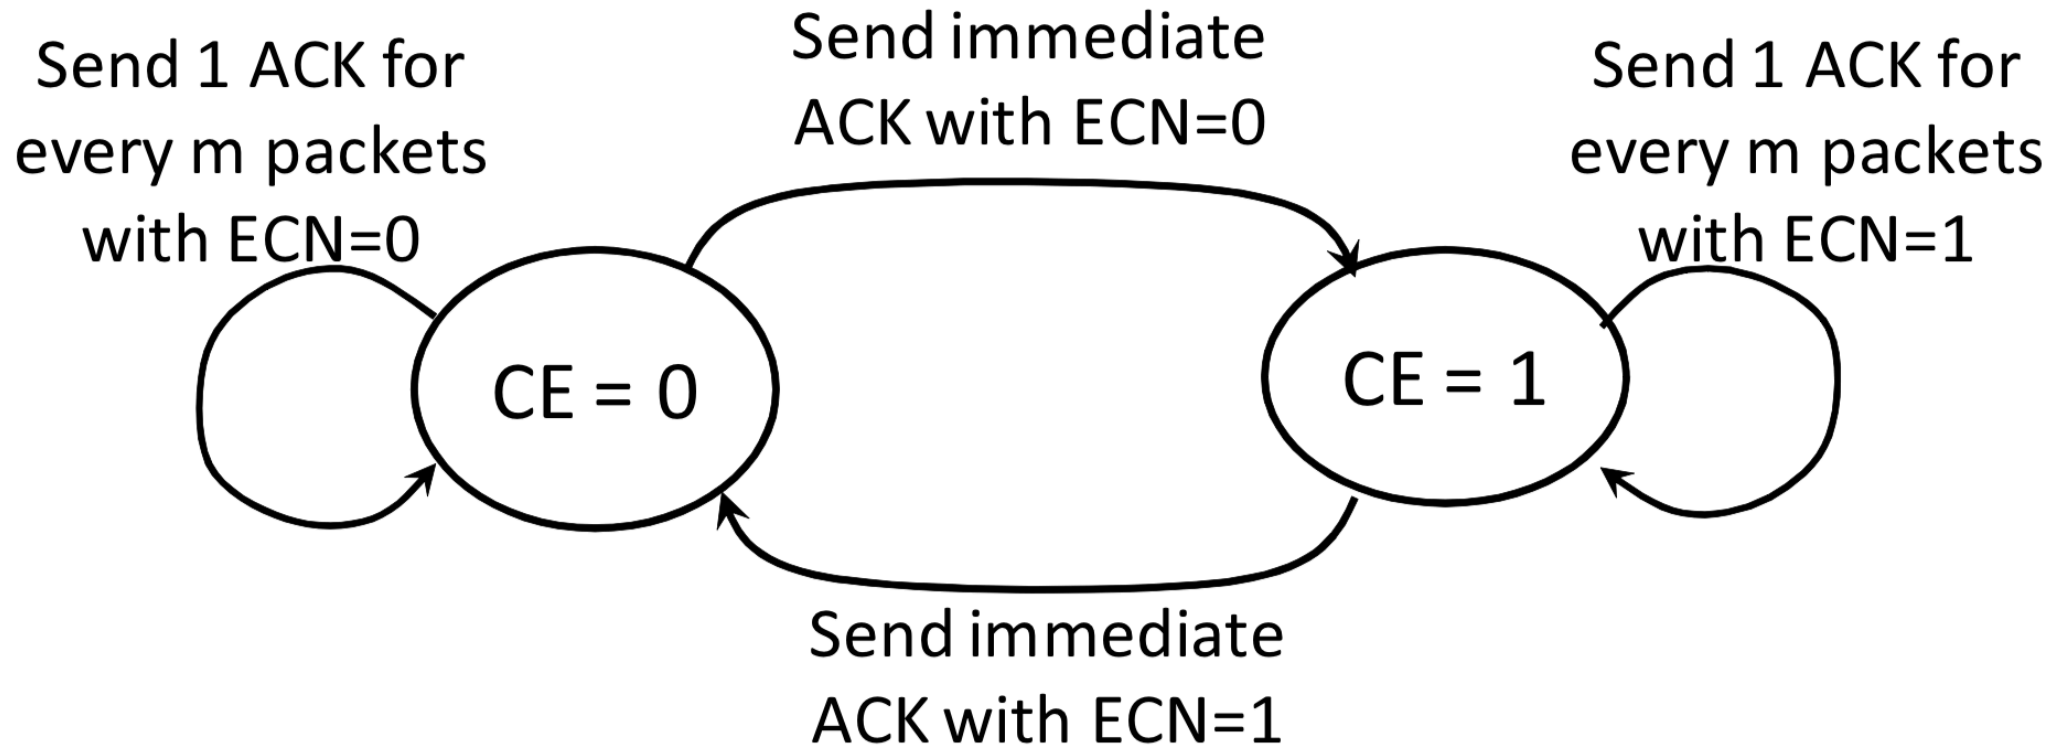 Send 1 ACK for
every m packets
with ECN=0
Send immediate
ACK with ECN=0
Send 1 ACK for
every m packets
with ECN=1
CE = 0
CE = 1
Send immediate
ACK with ECN=1